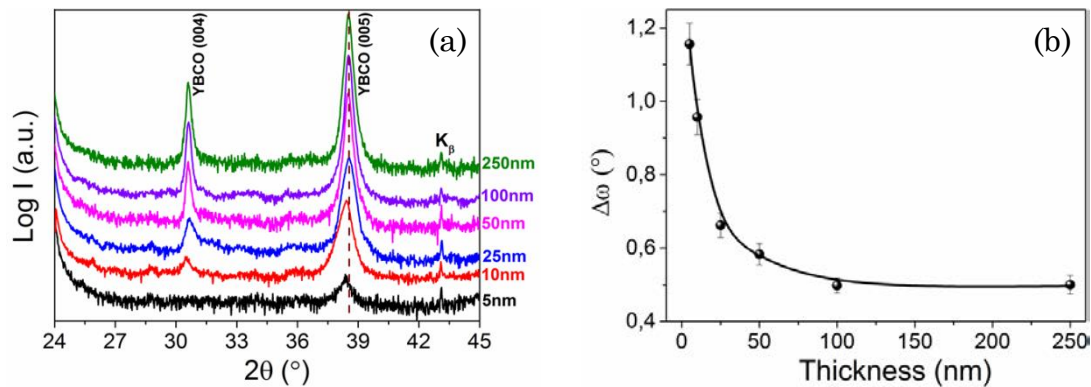 (a)
YBCO (004)
YBCO (005)
Kβ
250nm
100nm
50nm
25nm
10nm
5nm
Log I (a.u.)
24 27 30 33 36 39 42 45
2θ (°)
(b)
1,2
1,0
0,8
0,6
0,4
Δω (°)
0 50 100 150 200 250
Thickness (nm)